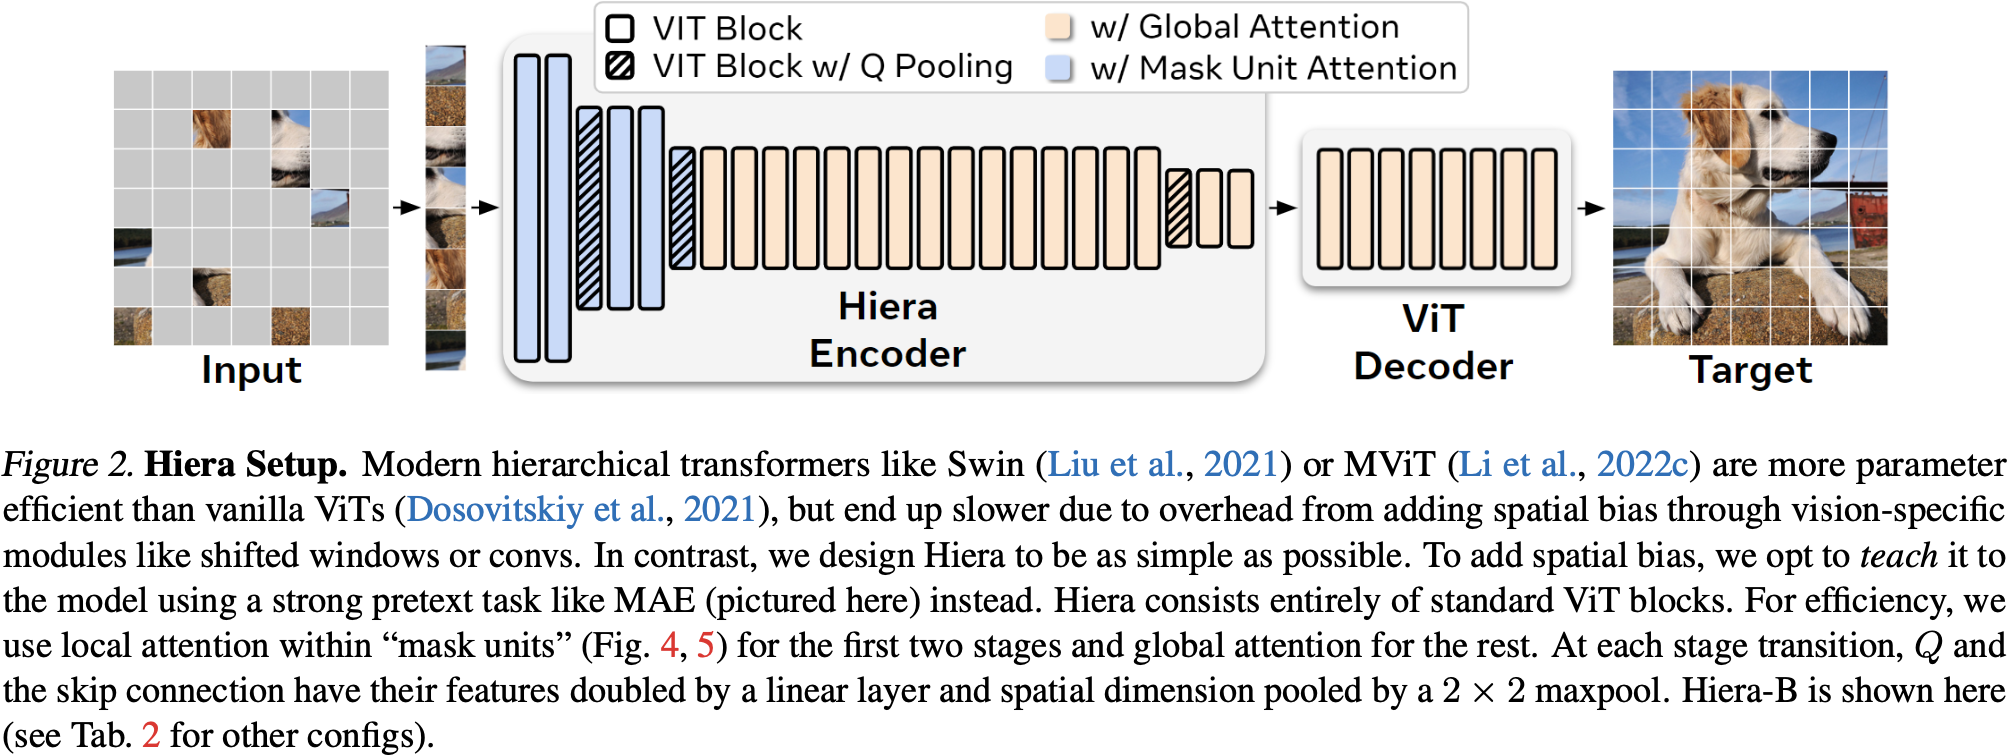 VIT Block
w/ Global Attention
VIT Block w/ Q Pooling
w/ Mask Unit Attention
Input
Hiera
Encoder
ViT
Decoder
Target
Figure 2. Hiera Setup. Modern hierarchical transformers like Swin (Liu et al., 2021) or MViT (Li et al., 2022c) are more parameter
efficient than vanilla ViTs (Dosovitskiy et al., 2021), but end up slower due to overhead from adding spatial bias through vision-specific
modules like shifted windows or convs. In contrast, we design Hiera to be as simple as possible. To add spatial bias, we opt to teach it to
the model using a strong pretext task like MAE (pictured here) instead. Hiera consists entirely of standard ViT blocks. For efficiency, we
use local attention within “mask units” (Fig. 4, 5) for the first two stages and global attention for the rest. At each stage transition, Q and
the skip connection have their features doubled by a linear layer and spatial dimension pooled by a 2 × 2 maxpool. Hiera-B is shown here
(see Tab. 2 for other configs).